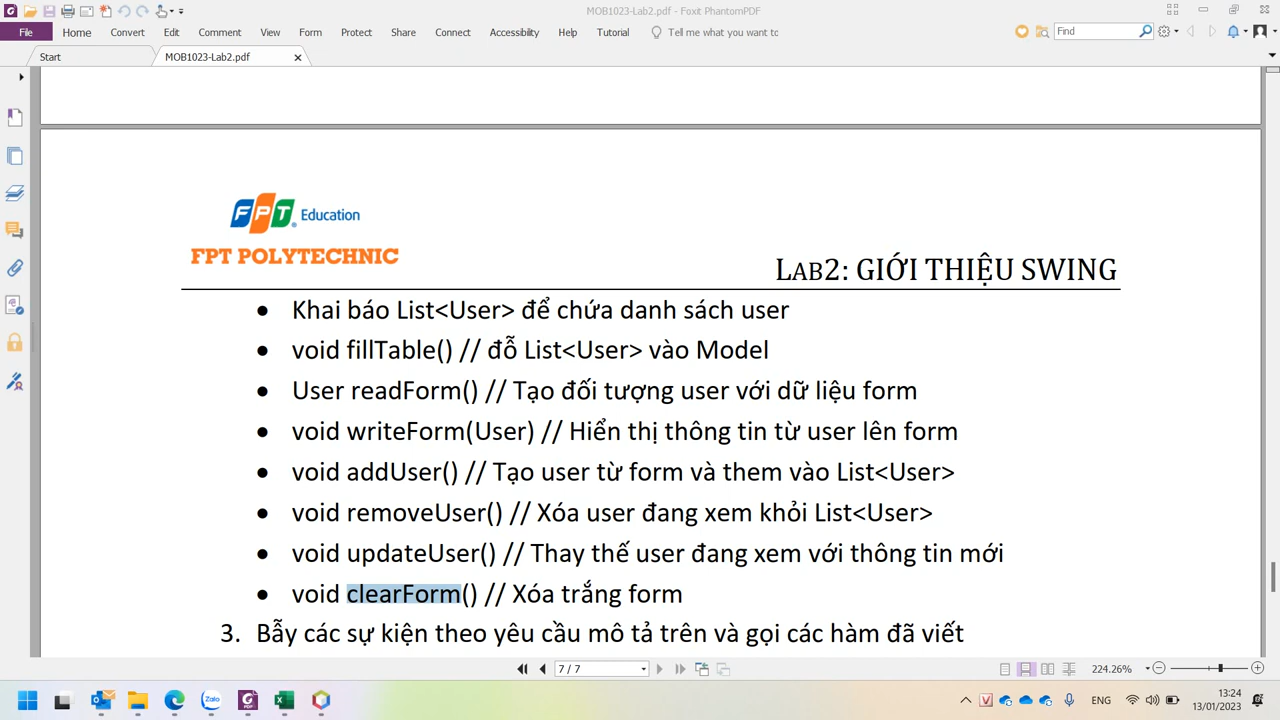 MOB1023-Lab2.pdf - Foxit PhantomPDF
File Home Convert Edit Comment View Form Protect Share Connect Accessibility Help Tutorial Tell me what you want to Find
Start MOB1023-Lab2.pdf
FPT Education
FPT POLYTECHNIC
LAB2: GIỚI THIỆU SWING
• Khai báo List<User> để chứa danh sách user
• void fillTable() // đỗ List<User> vào Model
• User readForm() // Tạo đối tượng user với dữ liệu form
• void writeForm(User) // Hiển thị thông tin từ user lên form
• void addUser() // Tạo user từ form và them vào List<User>
• void removeUser() // Xóa user đang xem khỏi List<User>
• void updateUser() // Thay thế user đang xem với thông tin mới
• void clearForm() // Xóa trắng form
3. Bẫy các sự kiện theo yêu cầu mô tả trên và gọi các hàm đã viết
7 / 7 224.26%
Zalo ENG 13:24
13/01/2023